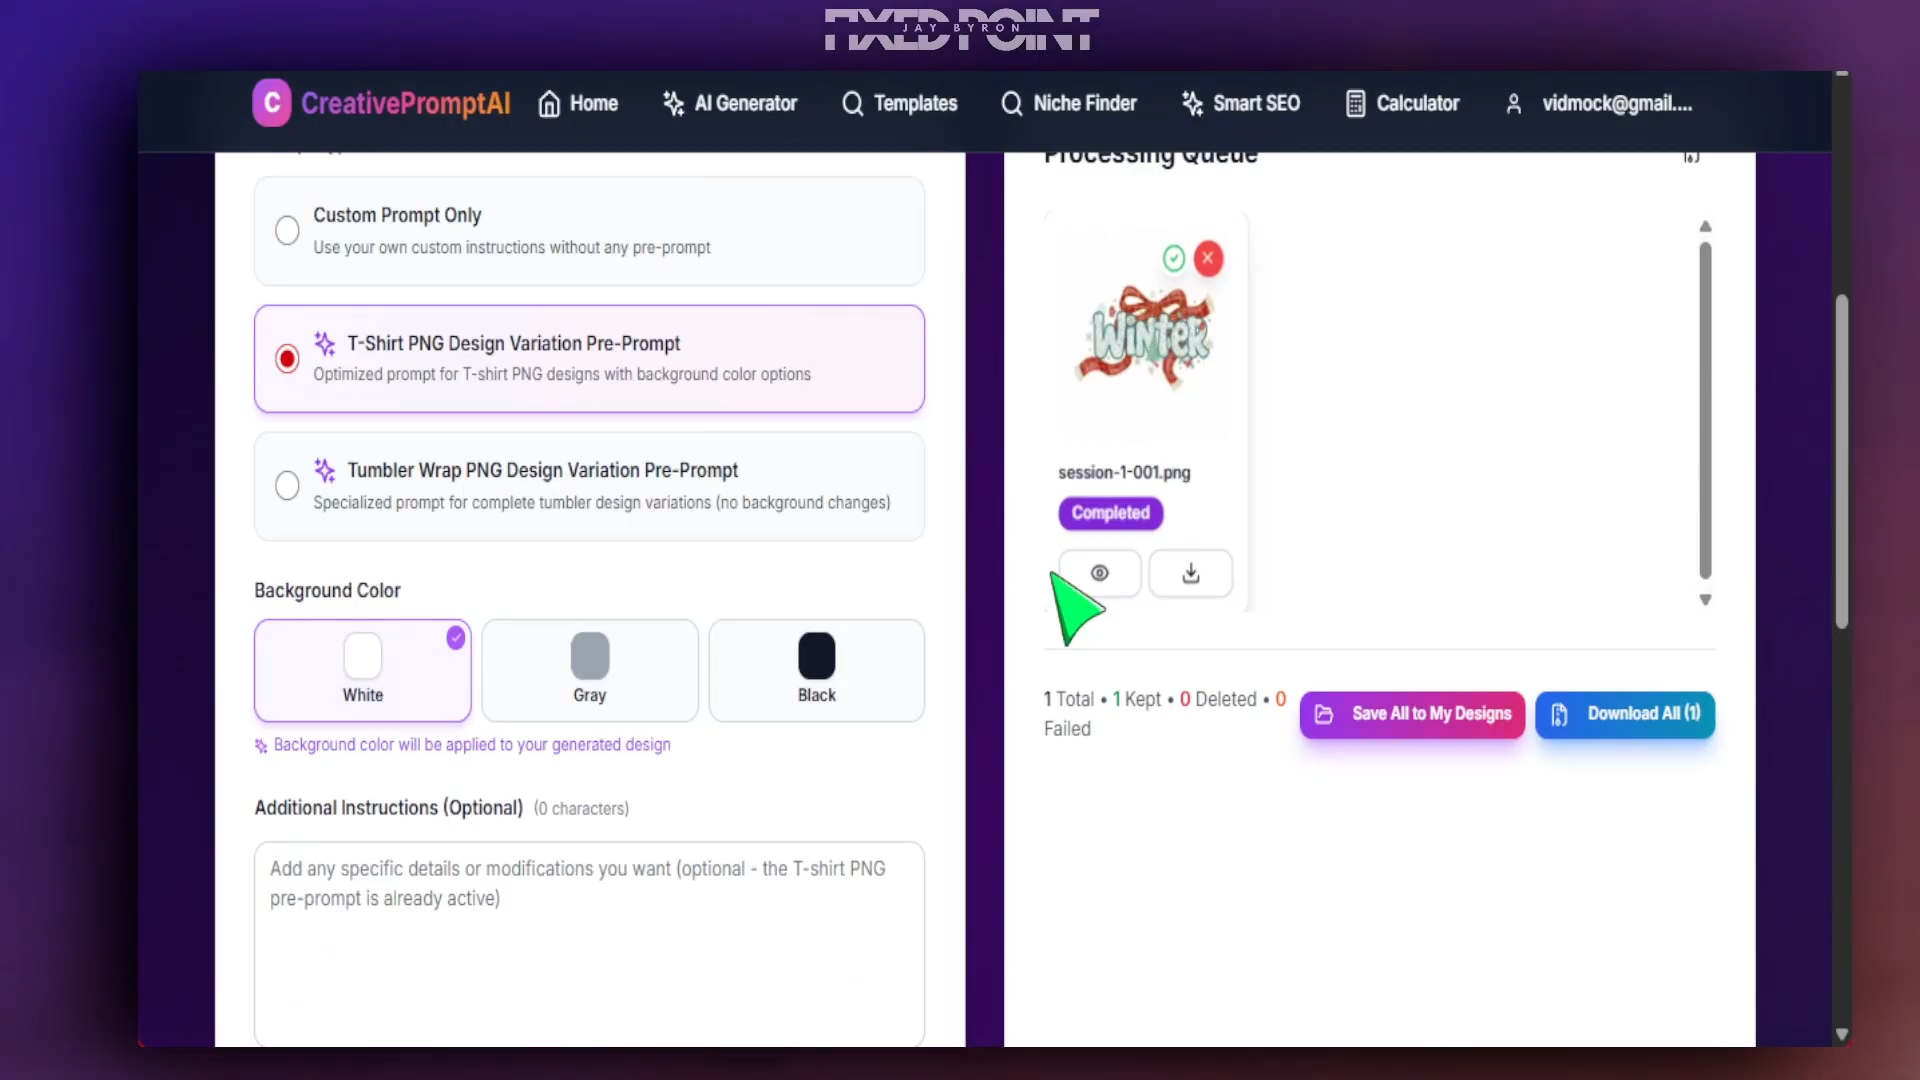 FIXED POINT
JAY BYRON
C CreativePromptAI Home AI Generator Templates Niche Finder Smart SEO Calculator vidmock@gmail....
Custom Prompt Only
Use your own custom instructions without any pre-prompt
T-Shirt PNG Design Variation Pre-Prompt
Optimized prompt for T-shirt PNG designs with background color options
Tumbler Wrap PNG Design Variation Pre-Prompt
Specialized prompt for complete tumbler design variations (no background changes)
Background Color
White Gray Black
Background color will be applied to your generated design
Additional Instructions (Optional) (0 characters)
Add any specific details or modifications you want (optional - the T-shirt PNG
pre-prompt is already active)
Processing Queue
WINTER
session-1-001.png
Completed
1 Total • 1 Kept • 0 Deleted • 0
Failed
Save All to My Designs
Download All (1)